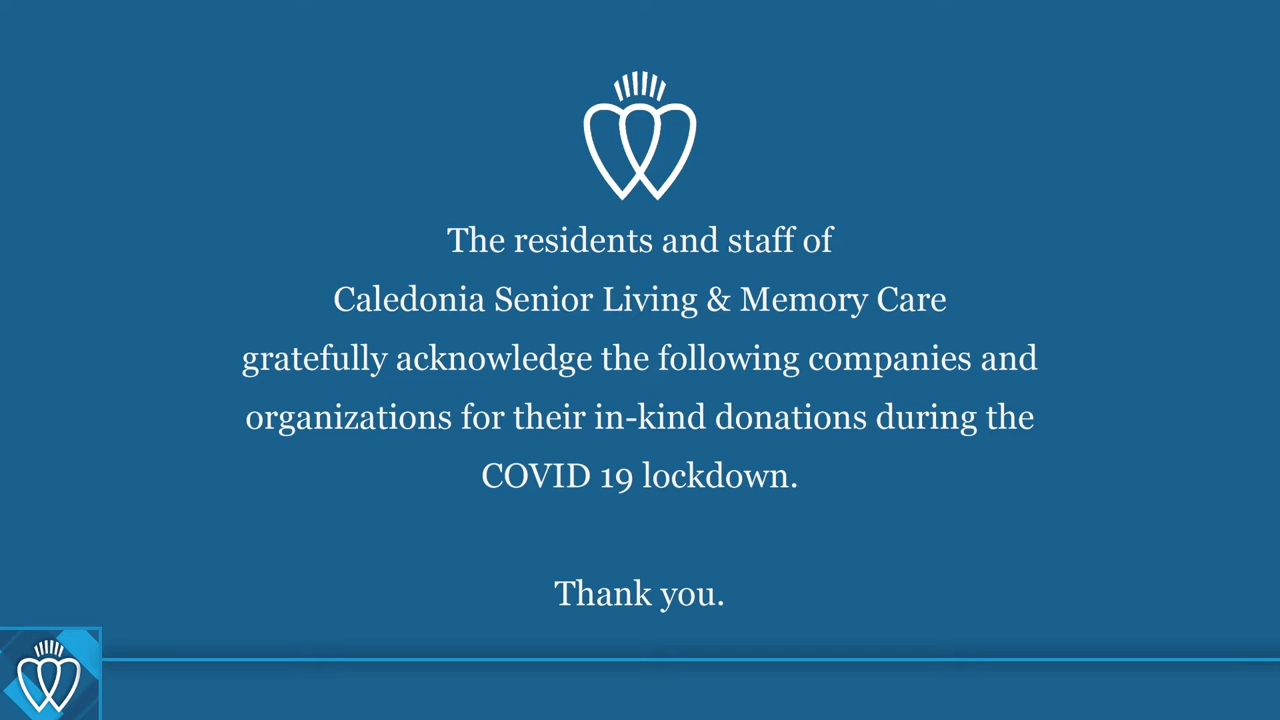 The residents and staff of
Caledonia Senior Living & Memory Care
gratefully acknowledge the following companies and
organizations for their in-kind donations during the
COVID 19 lockdown.
Thank you.